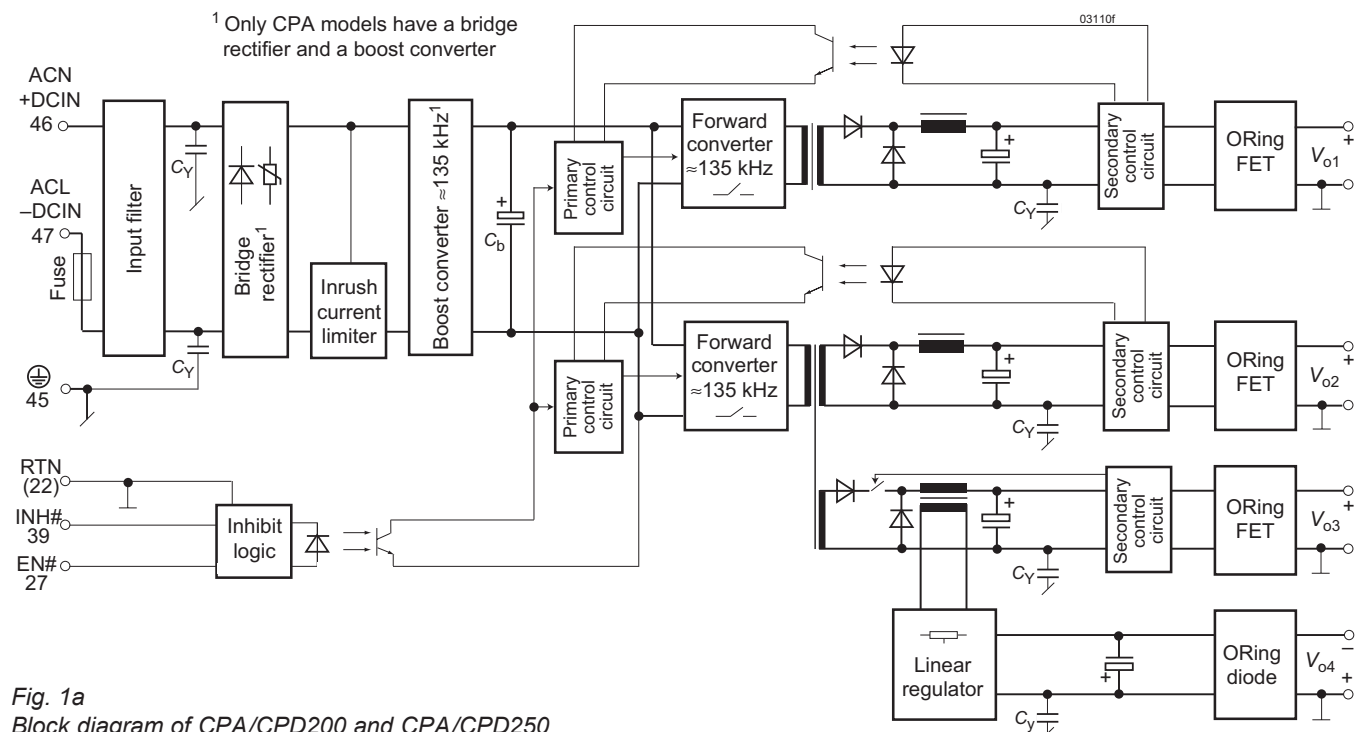 ¹ Only CPA models have a bridge
rectifier and a boost converter
03110f
ACN
+DCIN
46
ACL
–DCIN
47
Fuse
45
Input filter
CY
CY
Bridge
rectifier¹
Inrush
current
limiter
Boost converter ≈135 kHz¹
+
Cb
Primary
control
circuit
Forward
converter
≈135 kHz
+
CY
Secondary
control
circuit
ORing
FET
+
Vo1
Primary
control
circuit
Forward
converter
≈135 kHz
+
CY
Secondary
control
circuit
ORing
FET
+
Vo2
RTN
(22)
INH#
39
EN#
27
Inhibit
logic
+
CY
Secondary
control
circuit
ORing
FET
+
Vo3
Linear
regulator
+
Cy
ORing
diode
–
Vo4
+
Fig. 1a
Block diagram of CPA/CPD200 and CPA/CPD250